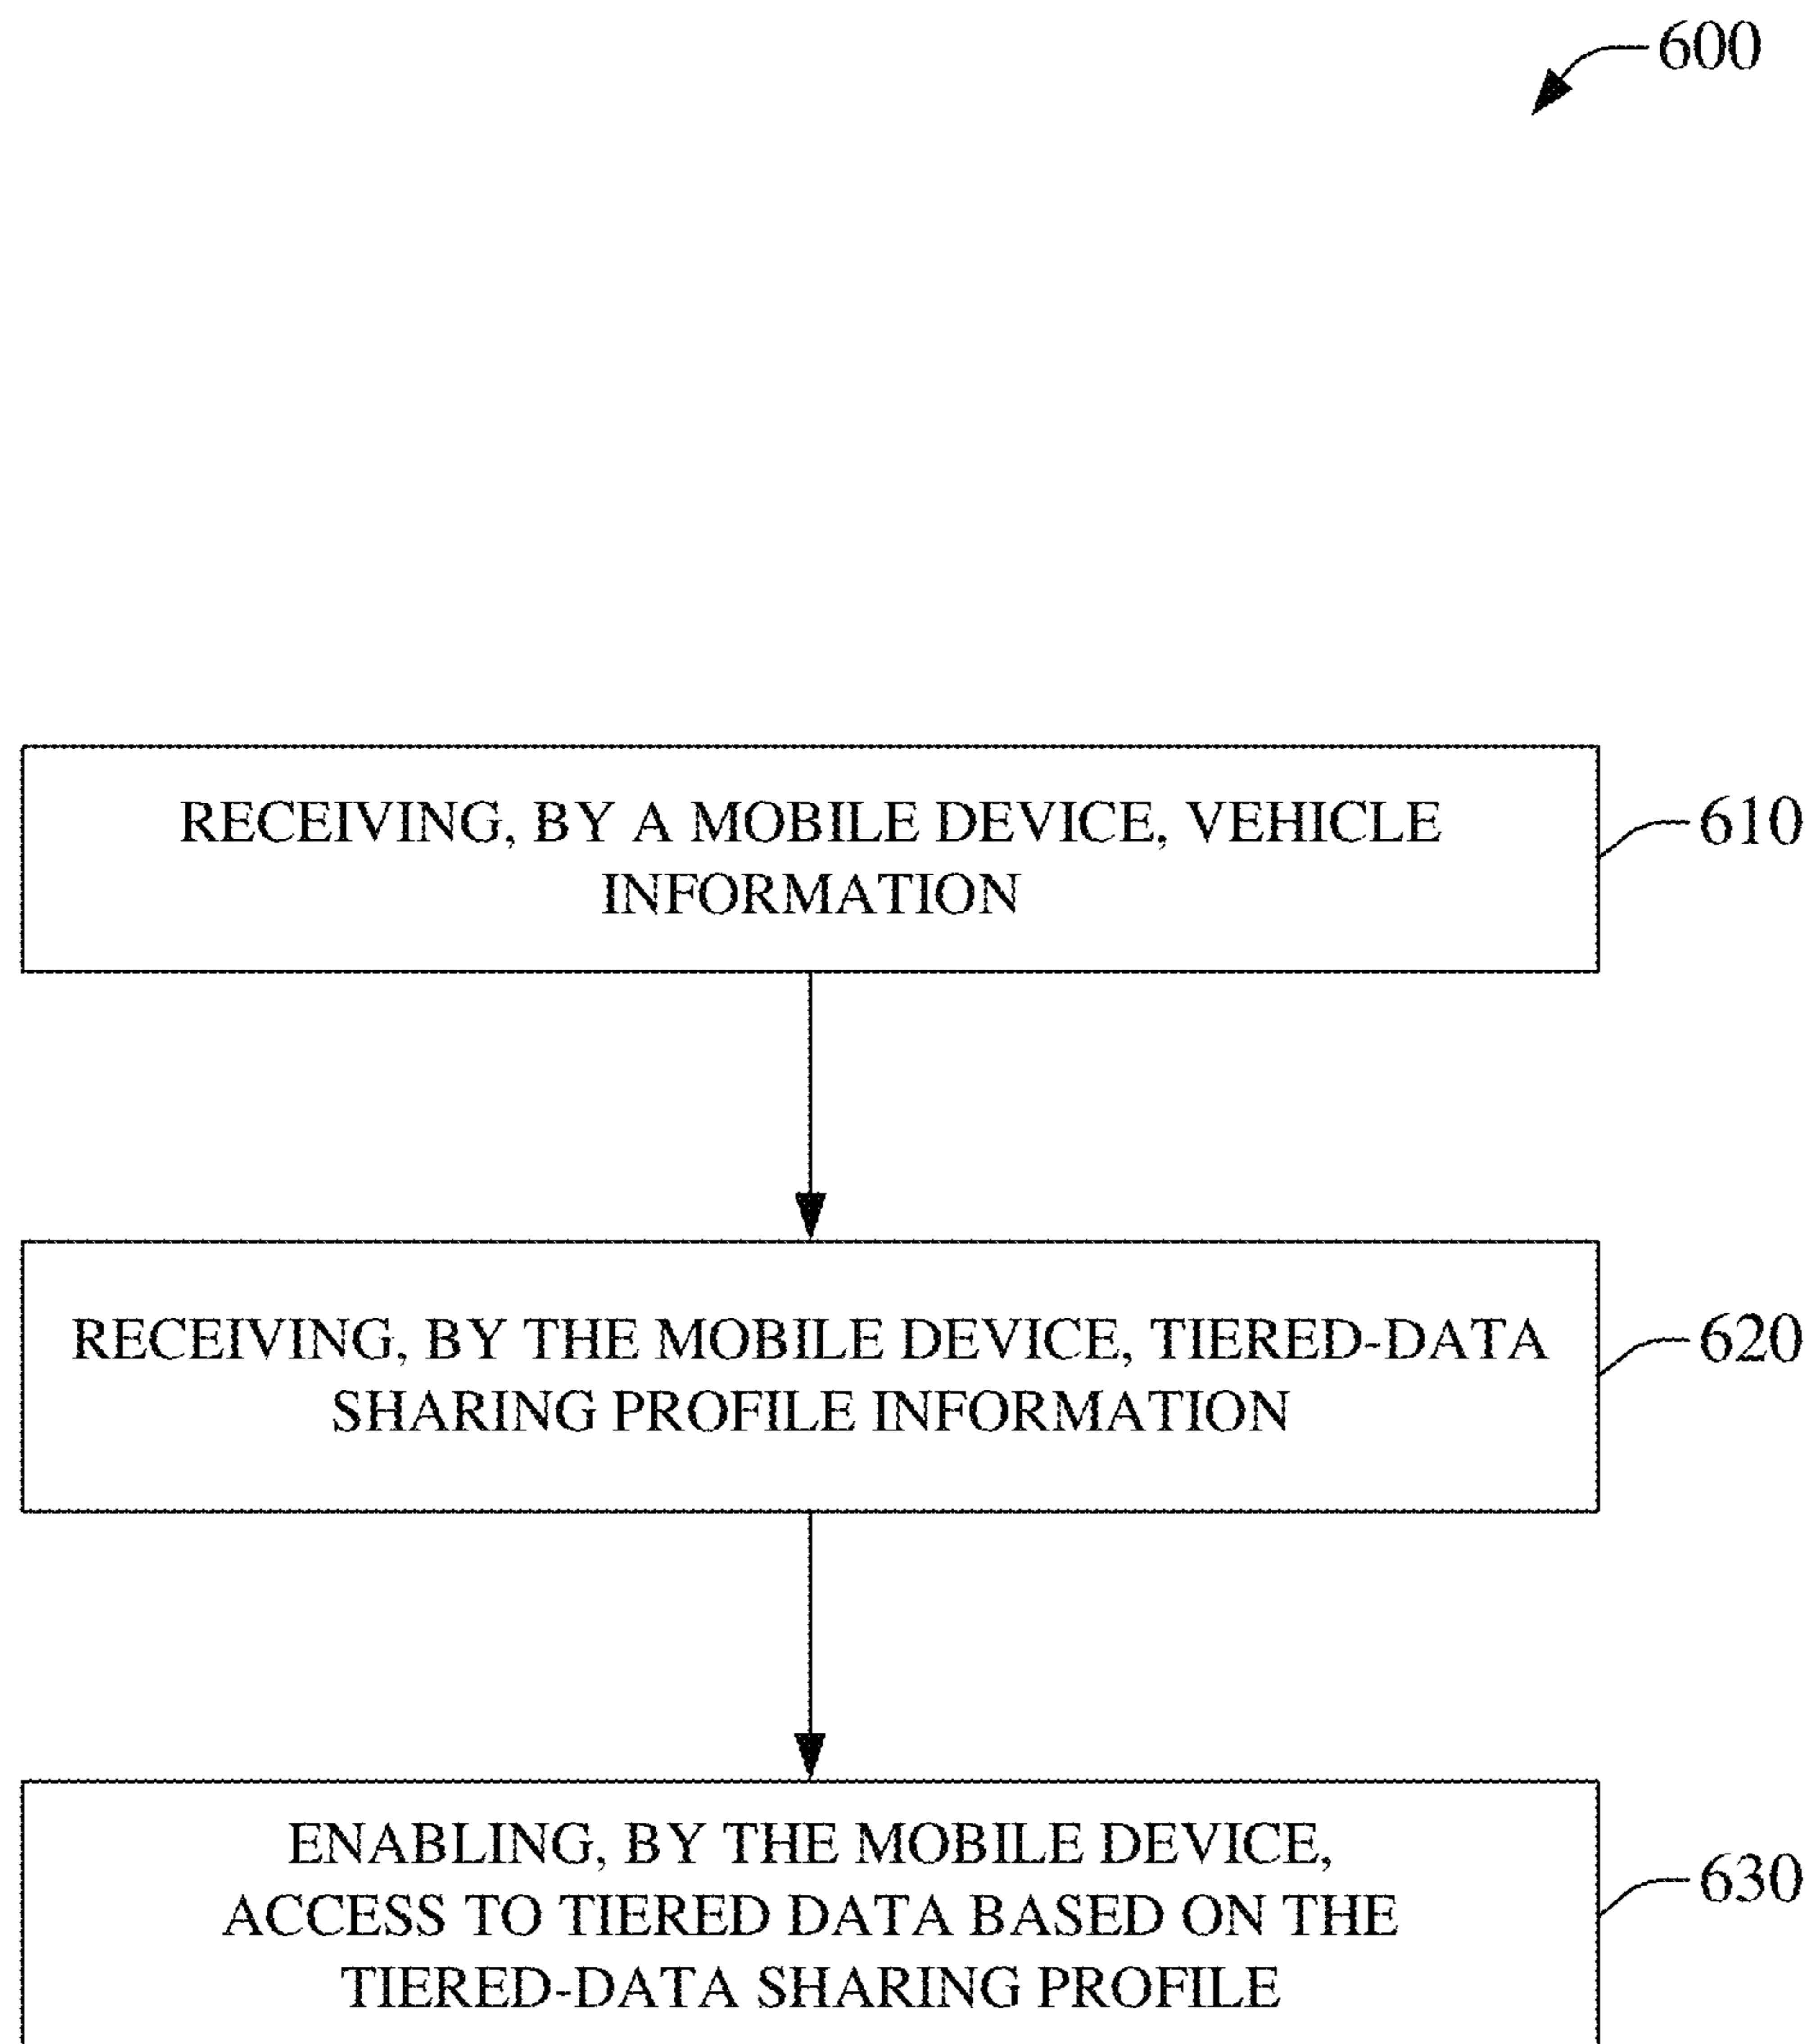 600
RECEIVING, BY A MOBILE DEVICE, VEHICLE
INFORMATION
610
RECEIVING, BY THE MOBILE DEVICE, TIERED-DATA
SHARING PROFILE INFORMATION
620
ENABLING, BY THE MOBILE DEVICE,
ACCESS TO TIERED DATA BASED ON THE
TIERED-DATA SHARING PROFILE
630